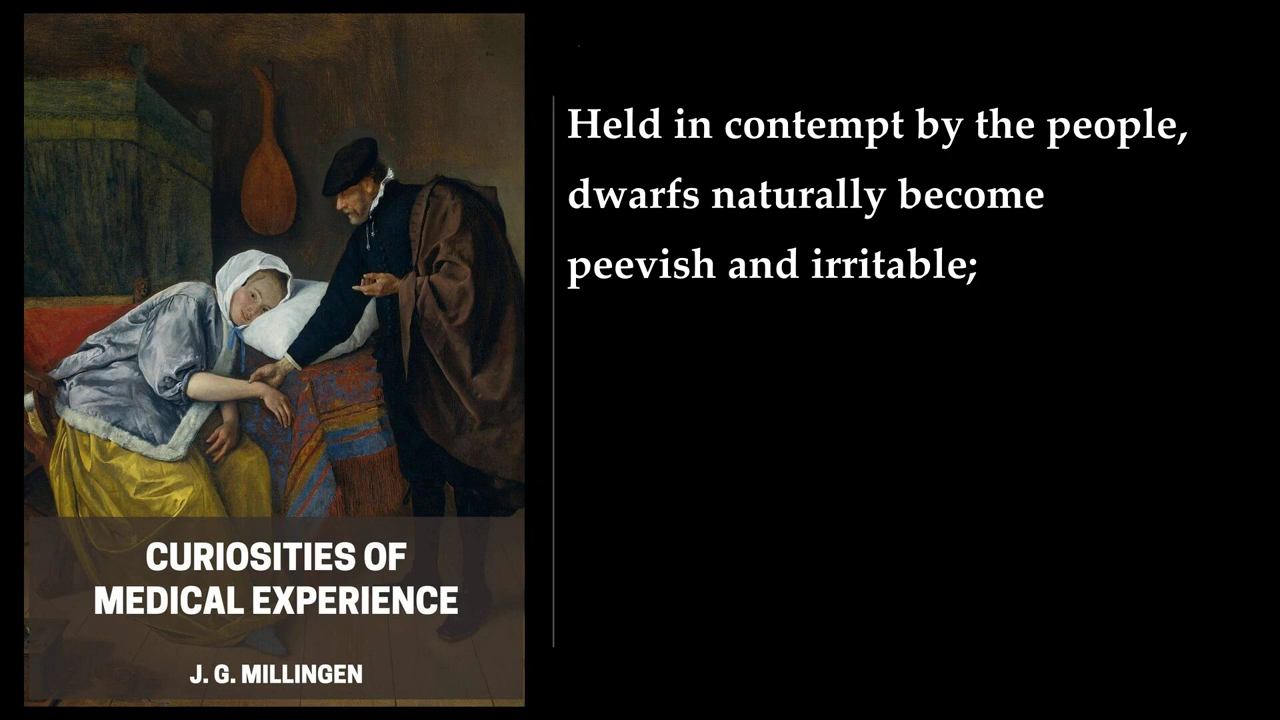 Held in contempt by the people,
dwarfs naturally become
peevish and irritable;
CURIOSITIES OF
MEDICAL EXPERIENCE
J. G. MILLINGEN